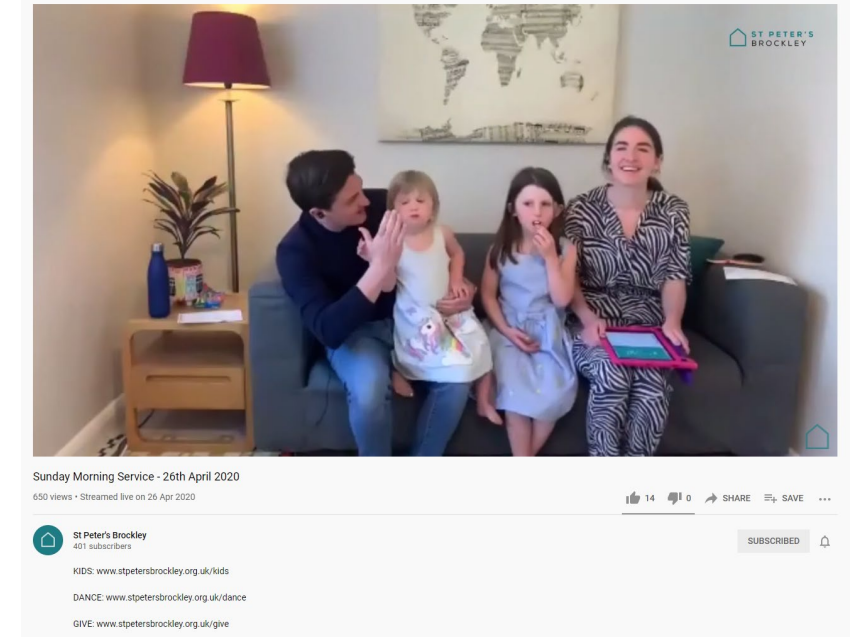 ST PETER'S
BROCKLEY
Sunday Morning Service - 26th April 2020
650 views • Streamed live on 26 Apr 2020
14 0 SHARE SAVE
St Peter's Brockley
401 subscribers
SUBSCRIBED
KIDS: www.stpetersbrockley.org.uk/kids
DANCE: www.stpetersbrockley.org.uk/dance
GIVE: www.stpetersbrockley.org.uk/give